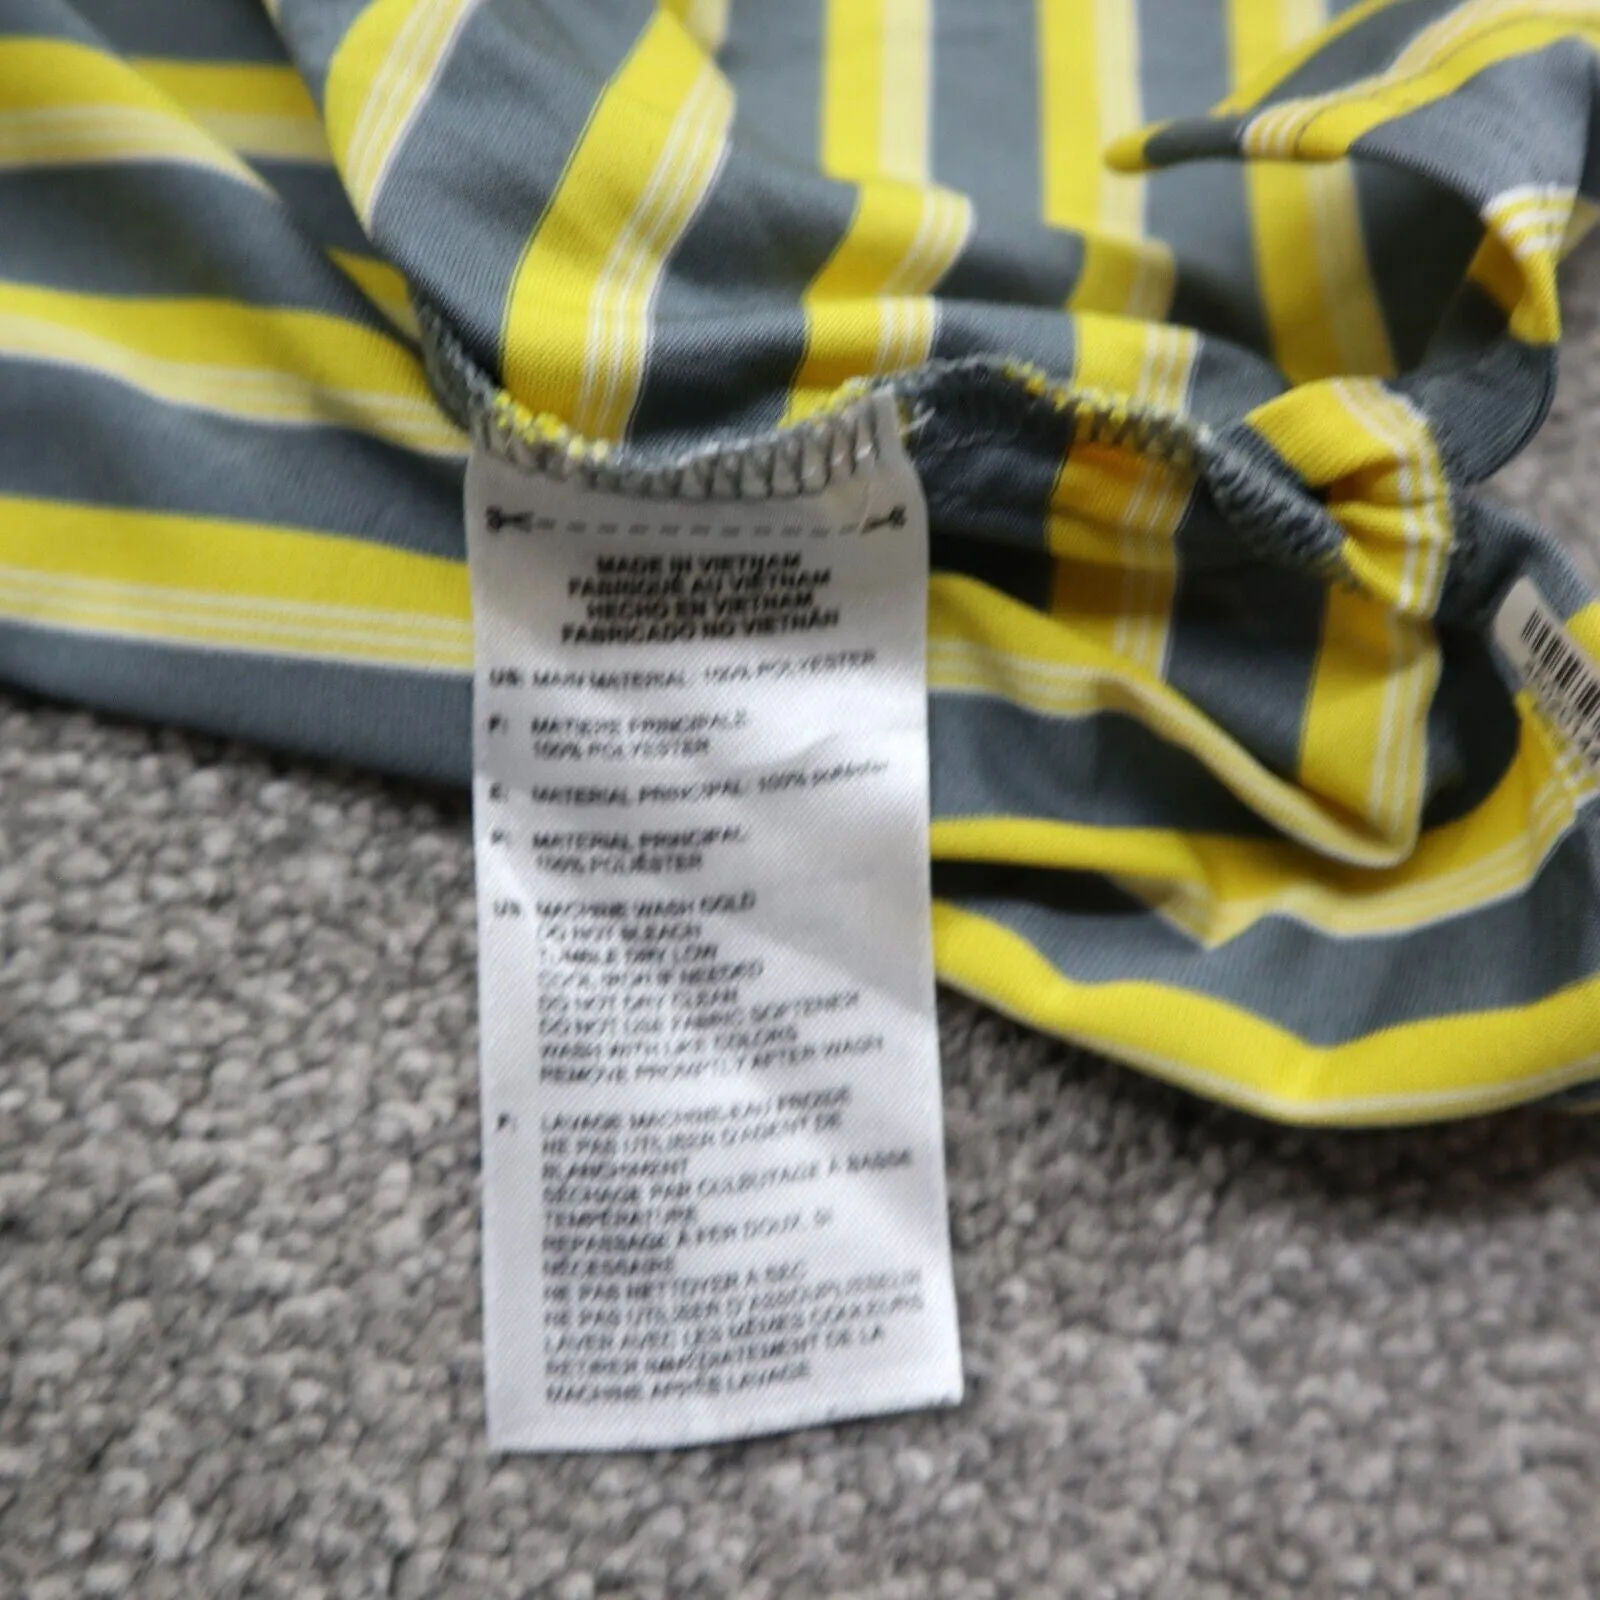 MADE IN VIETNAM
FABRIQUÉ AU VIETNAM
HECHO EN VIETNAM
FABRICADO NO VIETNÃN
US: MAIN MATERIAL: 100% POLYESTER
F: MATIERE PRINCIPALE:
100% POLYESTER
E: MATERIAL PRINCIPAL: 100% poliéster
P: MATERIAL PRINCIPAL:
100% POLIÉSTER
US MACHINE WASH COLD
DO NOT BLEACH
TUMBLE DRY LOW
COOL IRON IF NEEDED
DO NOT DRY CLEAN
DO NOT USE FABRIC SOFTENER
WASH WITH LIKE COLORS
REMOVE PROMPTLY AFTER WASH
F: LAVAGE MACHINE EAU FROIDE
NE PAS UTILISER D'AGENT DE
BLANCHIMENT
SÉCHAGE PAR CULBUTAGE À BASSE
TEMPÉRATURE
REPASSAGE À FER DOUX, SI
NÉCESSAIRE
NE PAS NETTOYER À SEC
NE PAS UTILISER D'ASSOUPLISSEUR
LAVER AVEC LES MÊMES COULEURS
RETIRER IMMÉDIATEMENT DE LA
MACHINE APRÈS LAVAGE